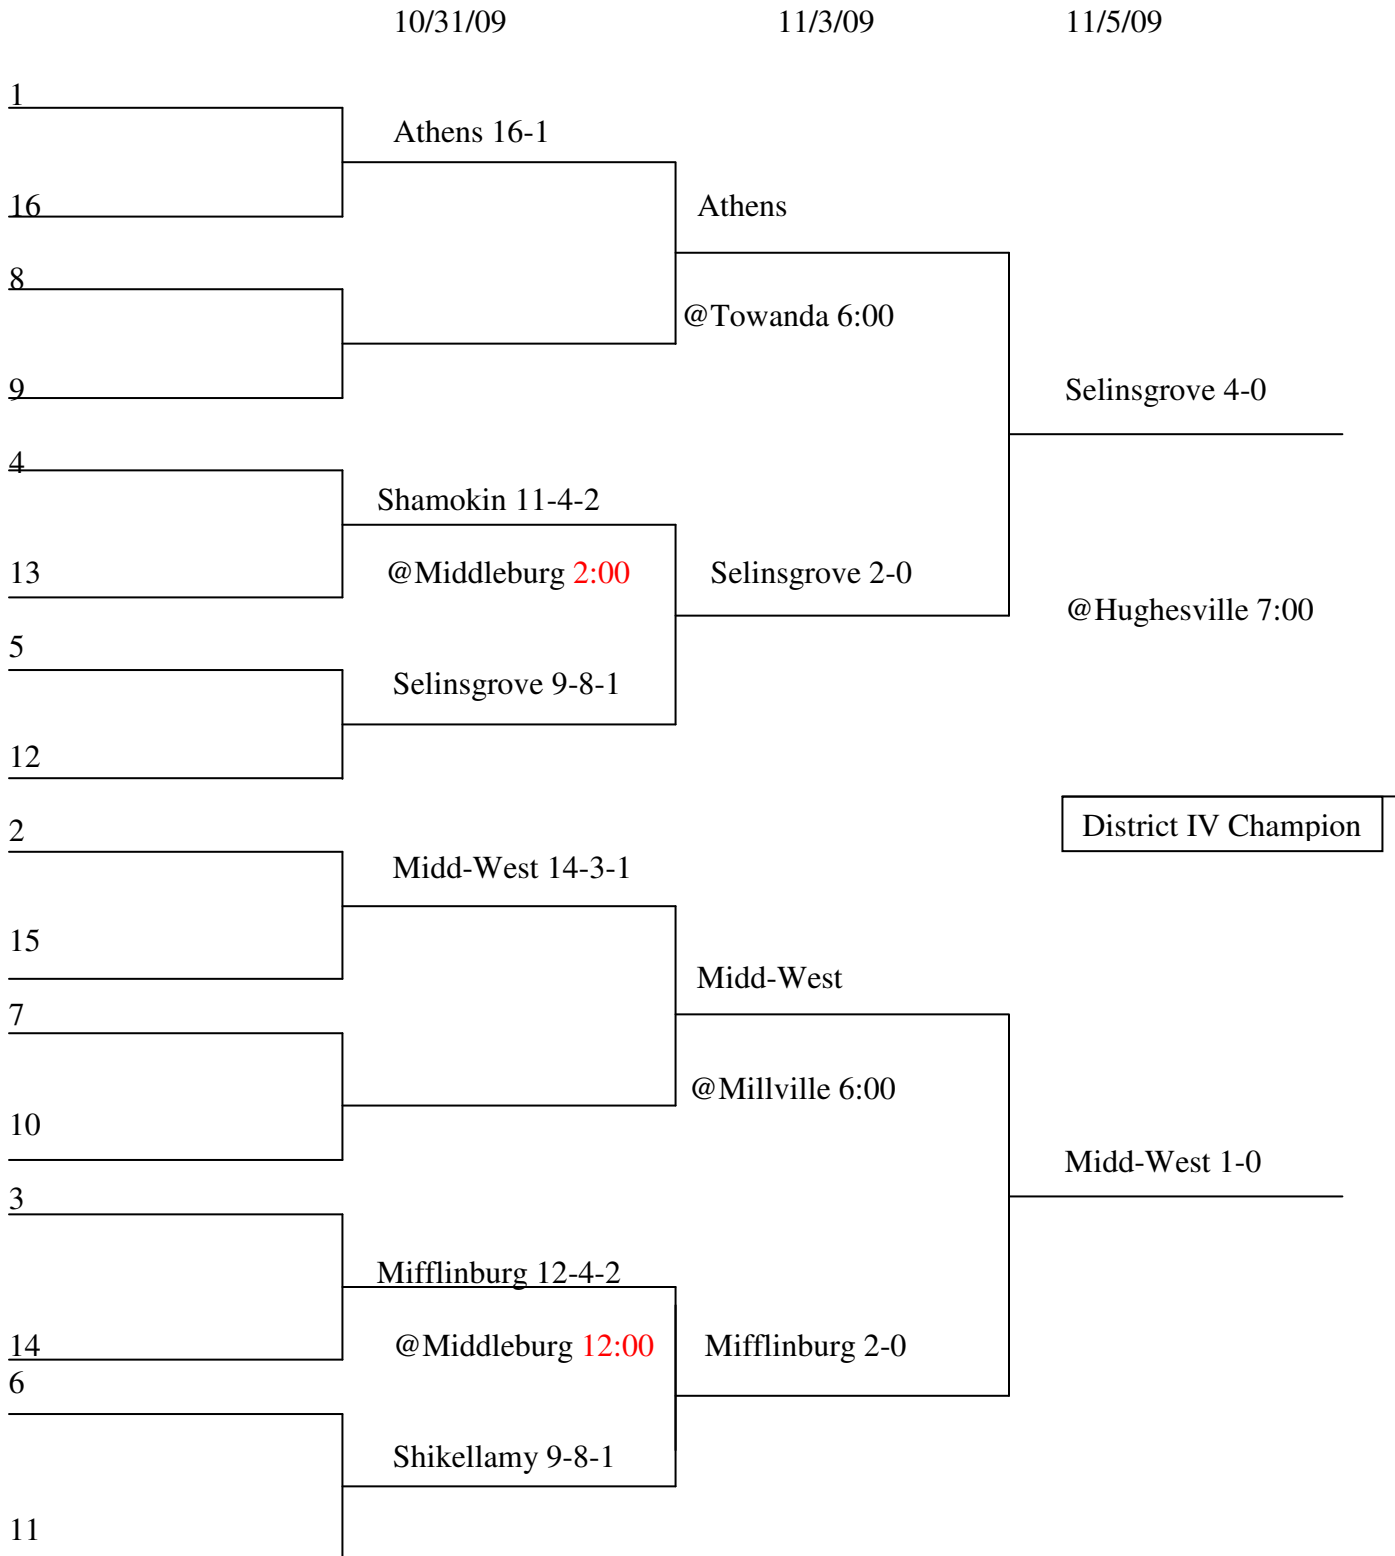 10/31/09 11/3/09 11/5/09
1
Athens 16-1
16
Athens
8
@Towanda 6:00
9
Selinsgrove 4-0
4
Shamokin 11-4-2
13
@Middleburg 2:00
Selinsgrove 2-0
@Hughesville 7:00
5
Selinsgrove 9-8-1
12
District IV Champion
2
Midd-West 14-3-1
15
Midd-West
7
@Millville 6:00
10
Midd-West 1-0
3
Mifflinburg 12-4-2
14
@Middleburg 12:00
Mifflinburg 2-0
6
Shikellamy 9-8-1
11